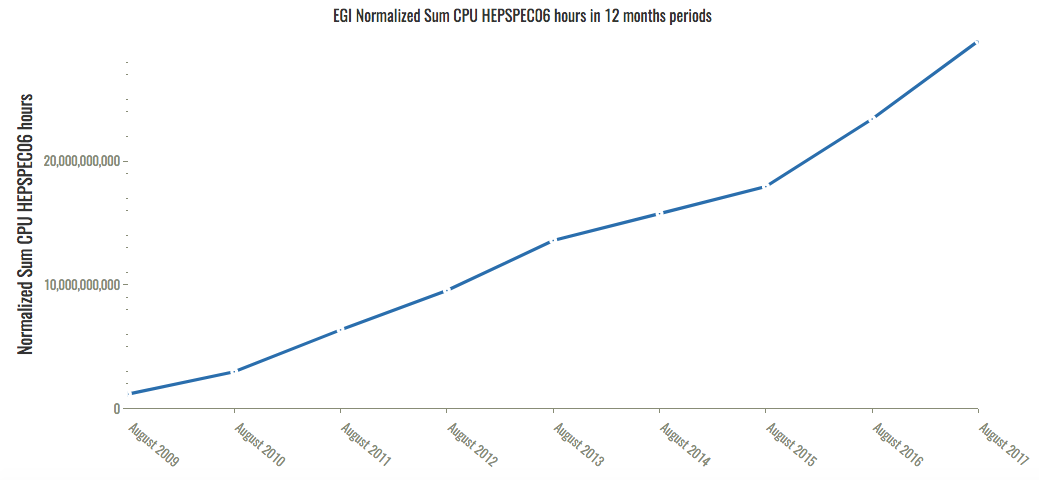 EGI Normalized Sum CPU HEPSPEC06 hours in 12 months periods
Normalized Sum CPU HEPSPEC06 hours
20,000,000,000
10,000,000,000
0
August 2009
August 2010
August 2011
August 2012
August 2013
August 2014
August 2015
August 2016
August 2017